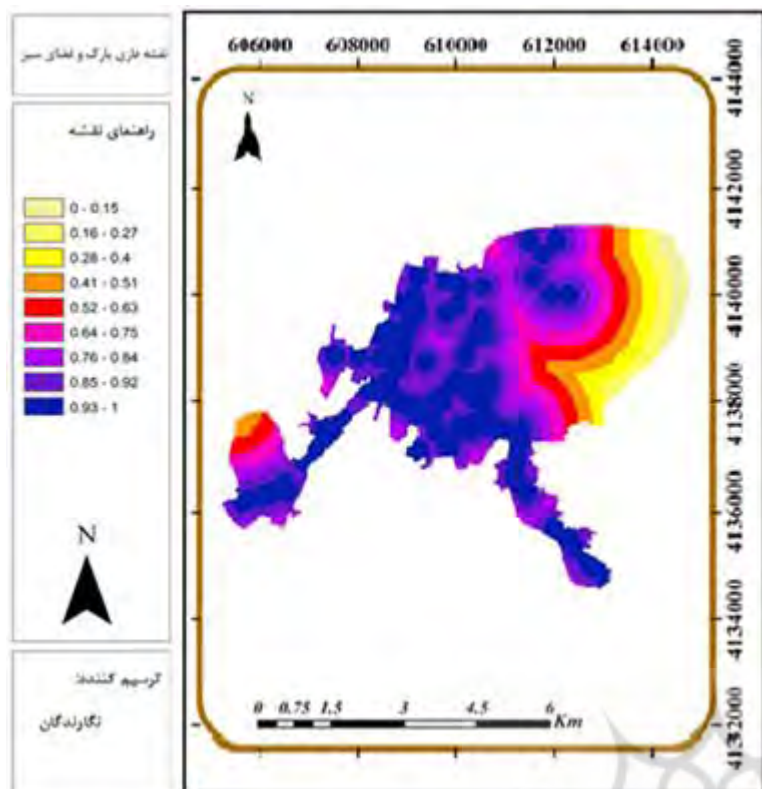 نقشه فازی پارک و فضای سبز
راهنمای نقشه
0 - 0.15
0.16 - 0.27
0.28 - 0.4
0.41 - 0.51
0.52 - 0.63
0.64 - 0.75
0.76 - 0.84
0.85 - 0.92
0.93 - 1
N
ترسیم کننده:
نگارندگان
606000 608000 610000 612000 614000
N
4144000
4142000
4140000
4138000
4136000
4134000
4132000
0 0.75 1.5 3 4.5 6
Km